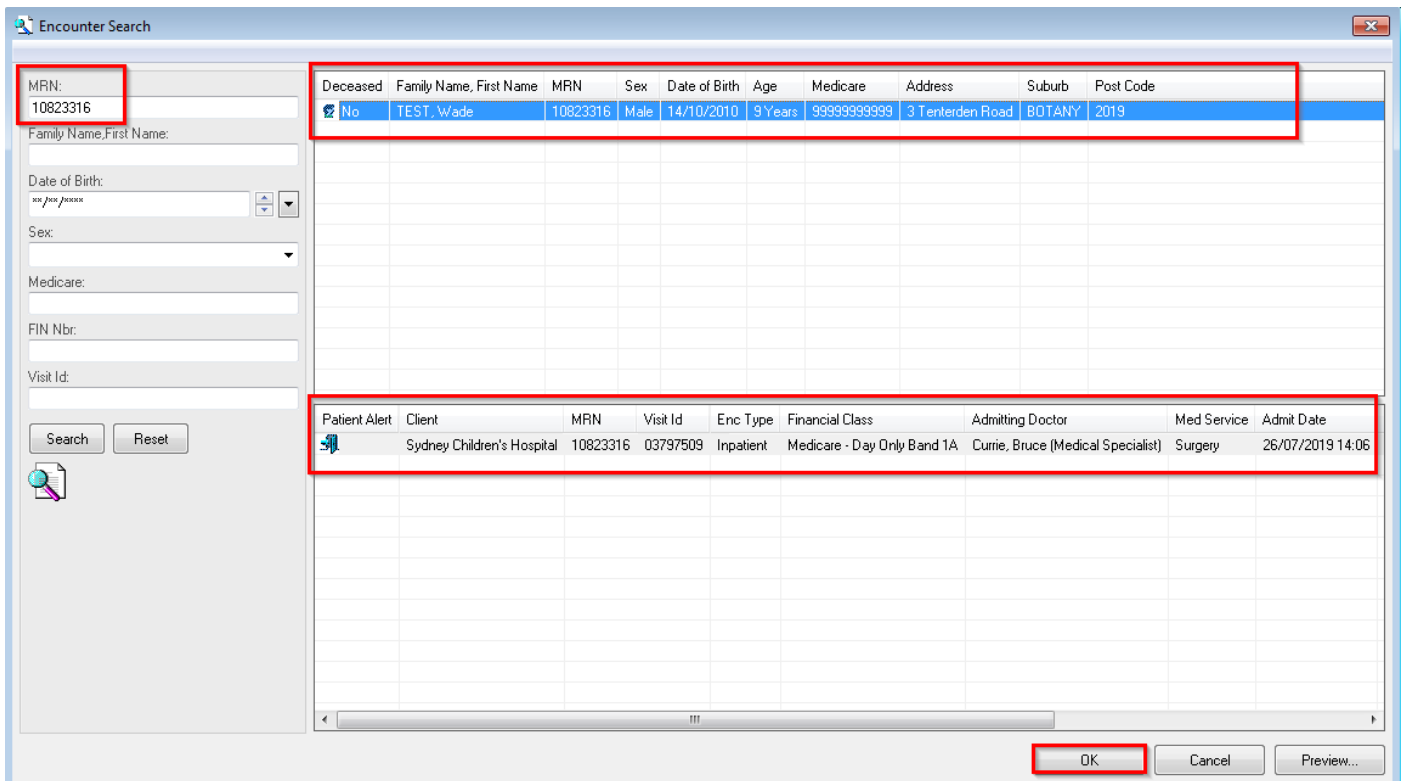 Encounter Search
MRN:
10823316
Family Name,First Name:
Date of Birth:
**/**/****
Sex:
Medicare:
FIN Nbr:
Visit Id:
Search Reset
Deceased Family Name, First Name MRN Sex Date of Birth Age Medicare Address Suburb Post Code
No TEST, Wade 10823316 Male 14/10/2010 9 Years 99999999999 3 Tenterden Road BOTANY 2019
Patient Alert Client MRN Visit Id Enc Type Financial Class Admitting Doctor Med Service Admit Date
Sydney Children's Hospital 10823316 03797509 Inpatient Medicare - Day Only Band 1A Currie, Bruce (Medical Specialist) Surgery 26/07/2019 14:06
OK Cancel Preview...